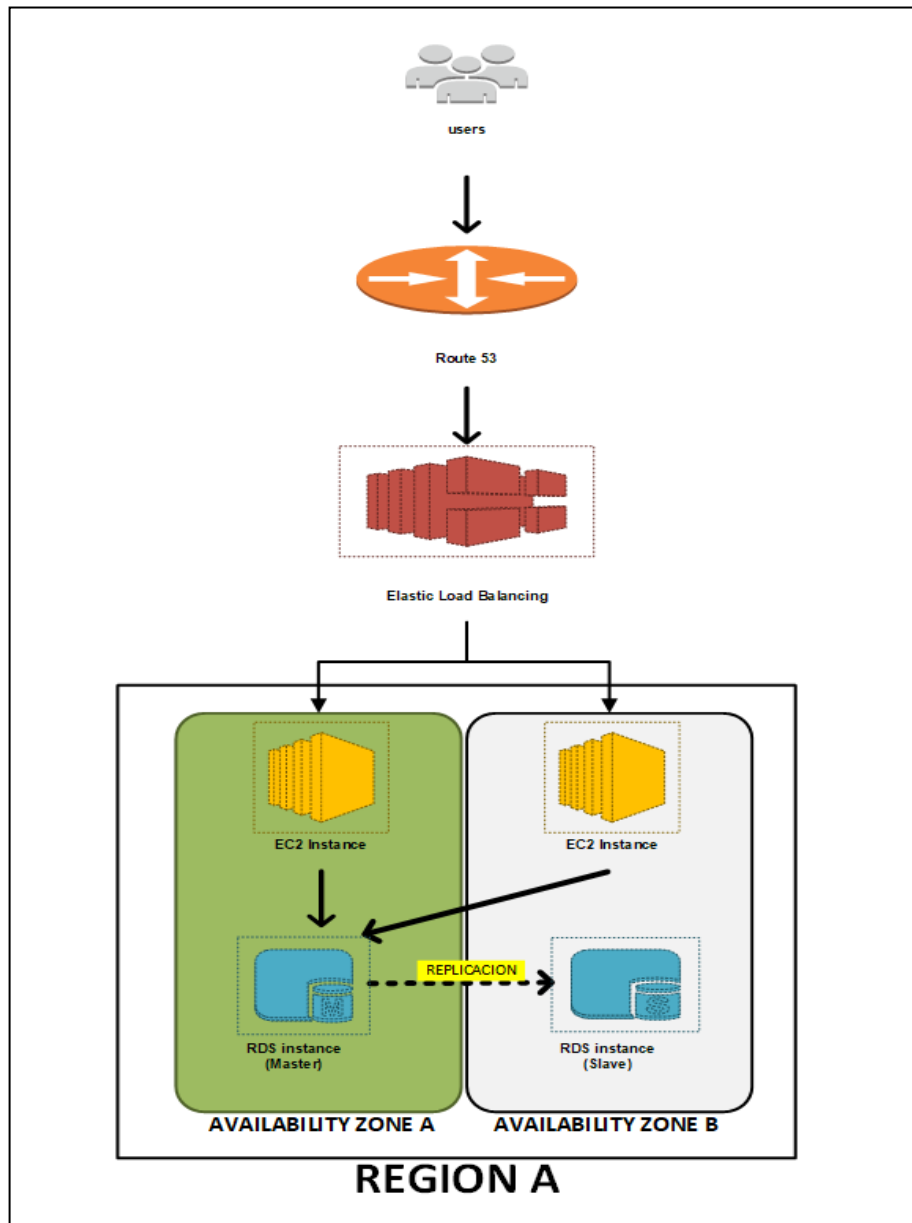 users
Route 53
Elastic Load Balancing
EC2 Instance
EC2 Instance
REPLICACION
M
S
RDS instance
(Master)
RDS instance
(Slave)
AVAILABILITY ZONE A
AVAILABILITY ZONE B
REGION A